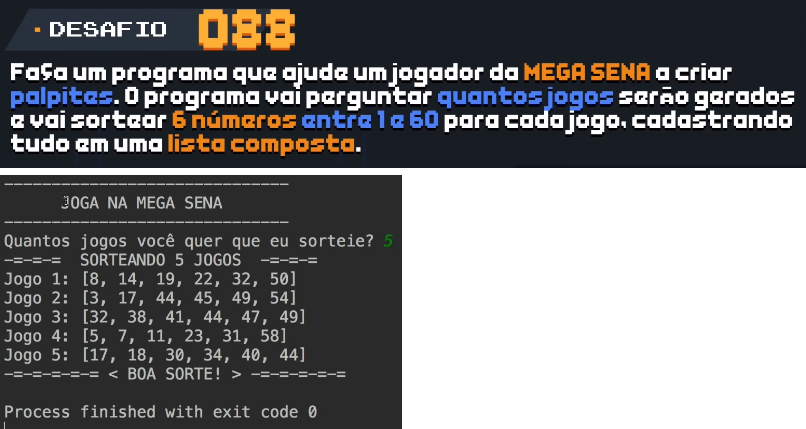 DESAFIO 088
Faça um programa que ajude um jogador da MEGA SENA a criar
palpites. O programa vai perguntar quantos jogos serão gerados
e vai sortear 6 números entre 1 e 60 para cada jogo, cadastrando
tudo em uma lista composta.
------------------------------
JOGA NA MEGA SENA
------------------------------
Quantos jogos você quer que eu sorteie? 5
-=-=-= SORTEANDO 5 JOGOS -=-=-=
Jogo 1: [8, 14, 19, 22, 32, 50]
Jogo 2: [3, 17, 44, 45, 49, 54]
Jogo 3: [32, 38, 41, 44, 47, 49]
Jogo 4: [5, 7, 11, 23, 31, 58]
Jogo 5: [17, 18, 30, 34, 40, 44]
-=-=-=-=-= < BOA SORTE! > -=-=-=-=-=
Process finished with exit code 0